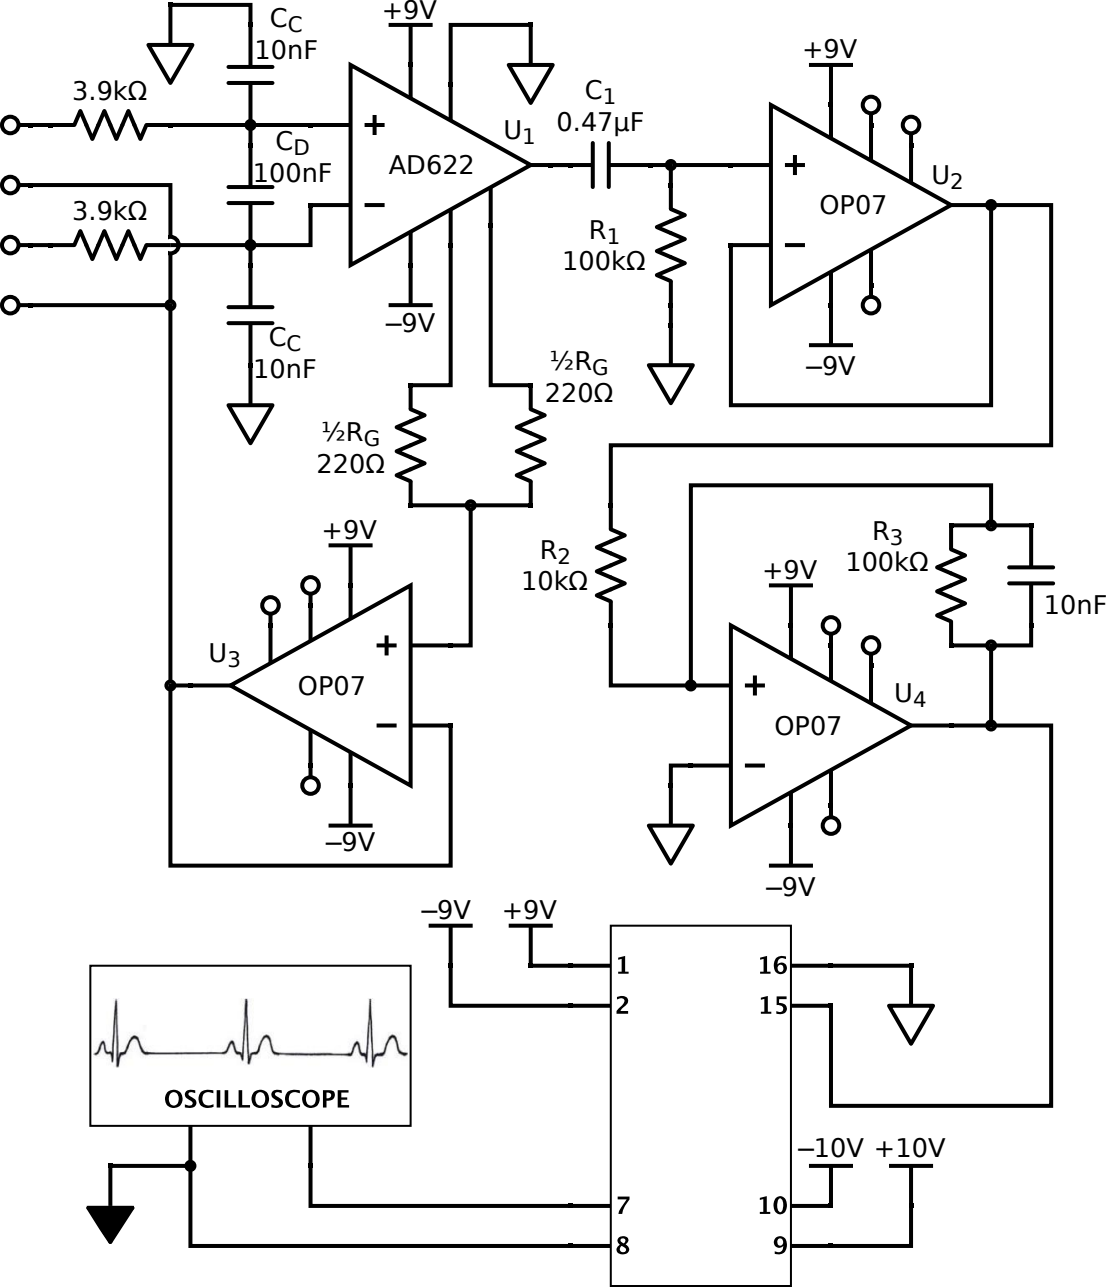 +9V
C_C
10nF
3.9kΩ
C_D
100nF
3.9kΩ
C_C
10nF
+
AD622
−
U_1
−9V
C_1
0.47µF
R_1
100kΩ
+9V
+
OP07
−
U_2
−9V
½R_G
220Ω
½R_G
220Ω
+9V
U_3
+
OP07
−
−9V
R_2
10kΩ
R_3
100kΩ
10nF
+9V
+
OP07
−
U_4
−9V
−9V
+9V
1
2
7
8
16
15
10
9
−10V
+10V
OSCILLOSCOPE